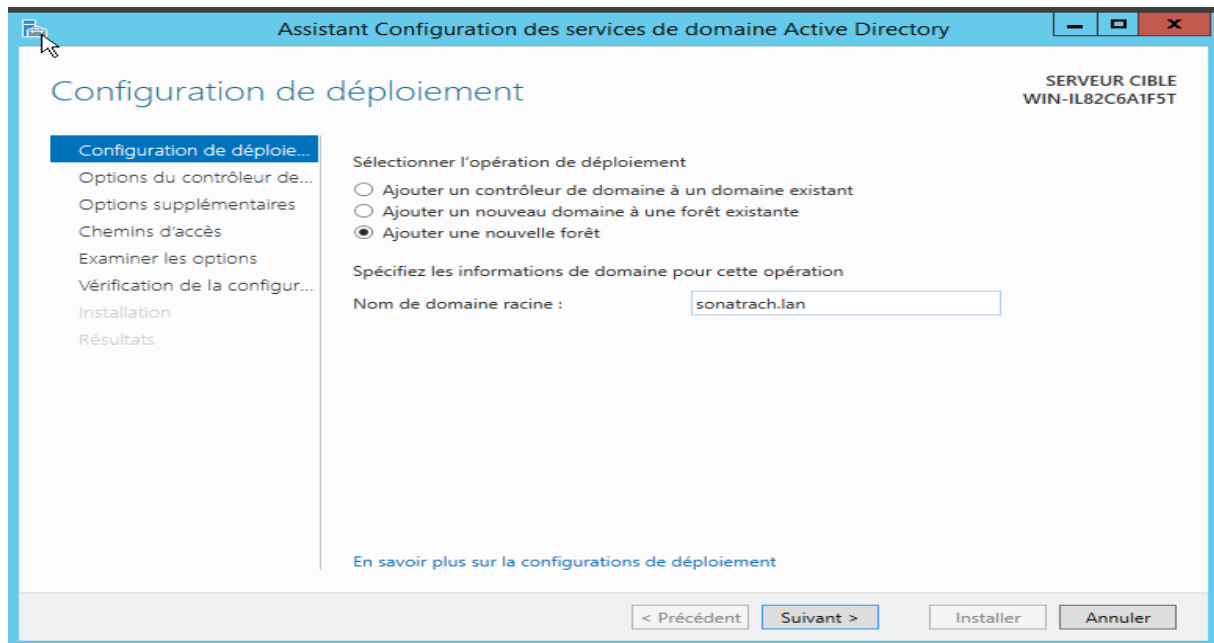 Assistant Configuration des services de domaine Active Directory
Configuration de déploiement
SERVEUR CIBLE
WIN-IL82C6A1F5T
Configuration de déploie...
Options du contrôleur de...
Options supplémentaires
Chemins d'accès
Examiner les options
Vérification de la configur...
Installation
Résultats
Sélectionner l'opération de déploiement
Ajouter un contrôleur de domaine à un domaine existant
Ajouter un nouveau domaine à une forêt existante
Ajouter une nouvelle forêt
Spécifiez les informations de domaine pour cette opération
Nom de domaine racine : sonatrach.lan
En savoir plus sur la configurations de déploiement
< Précédent Suivant > Installer Annuler